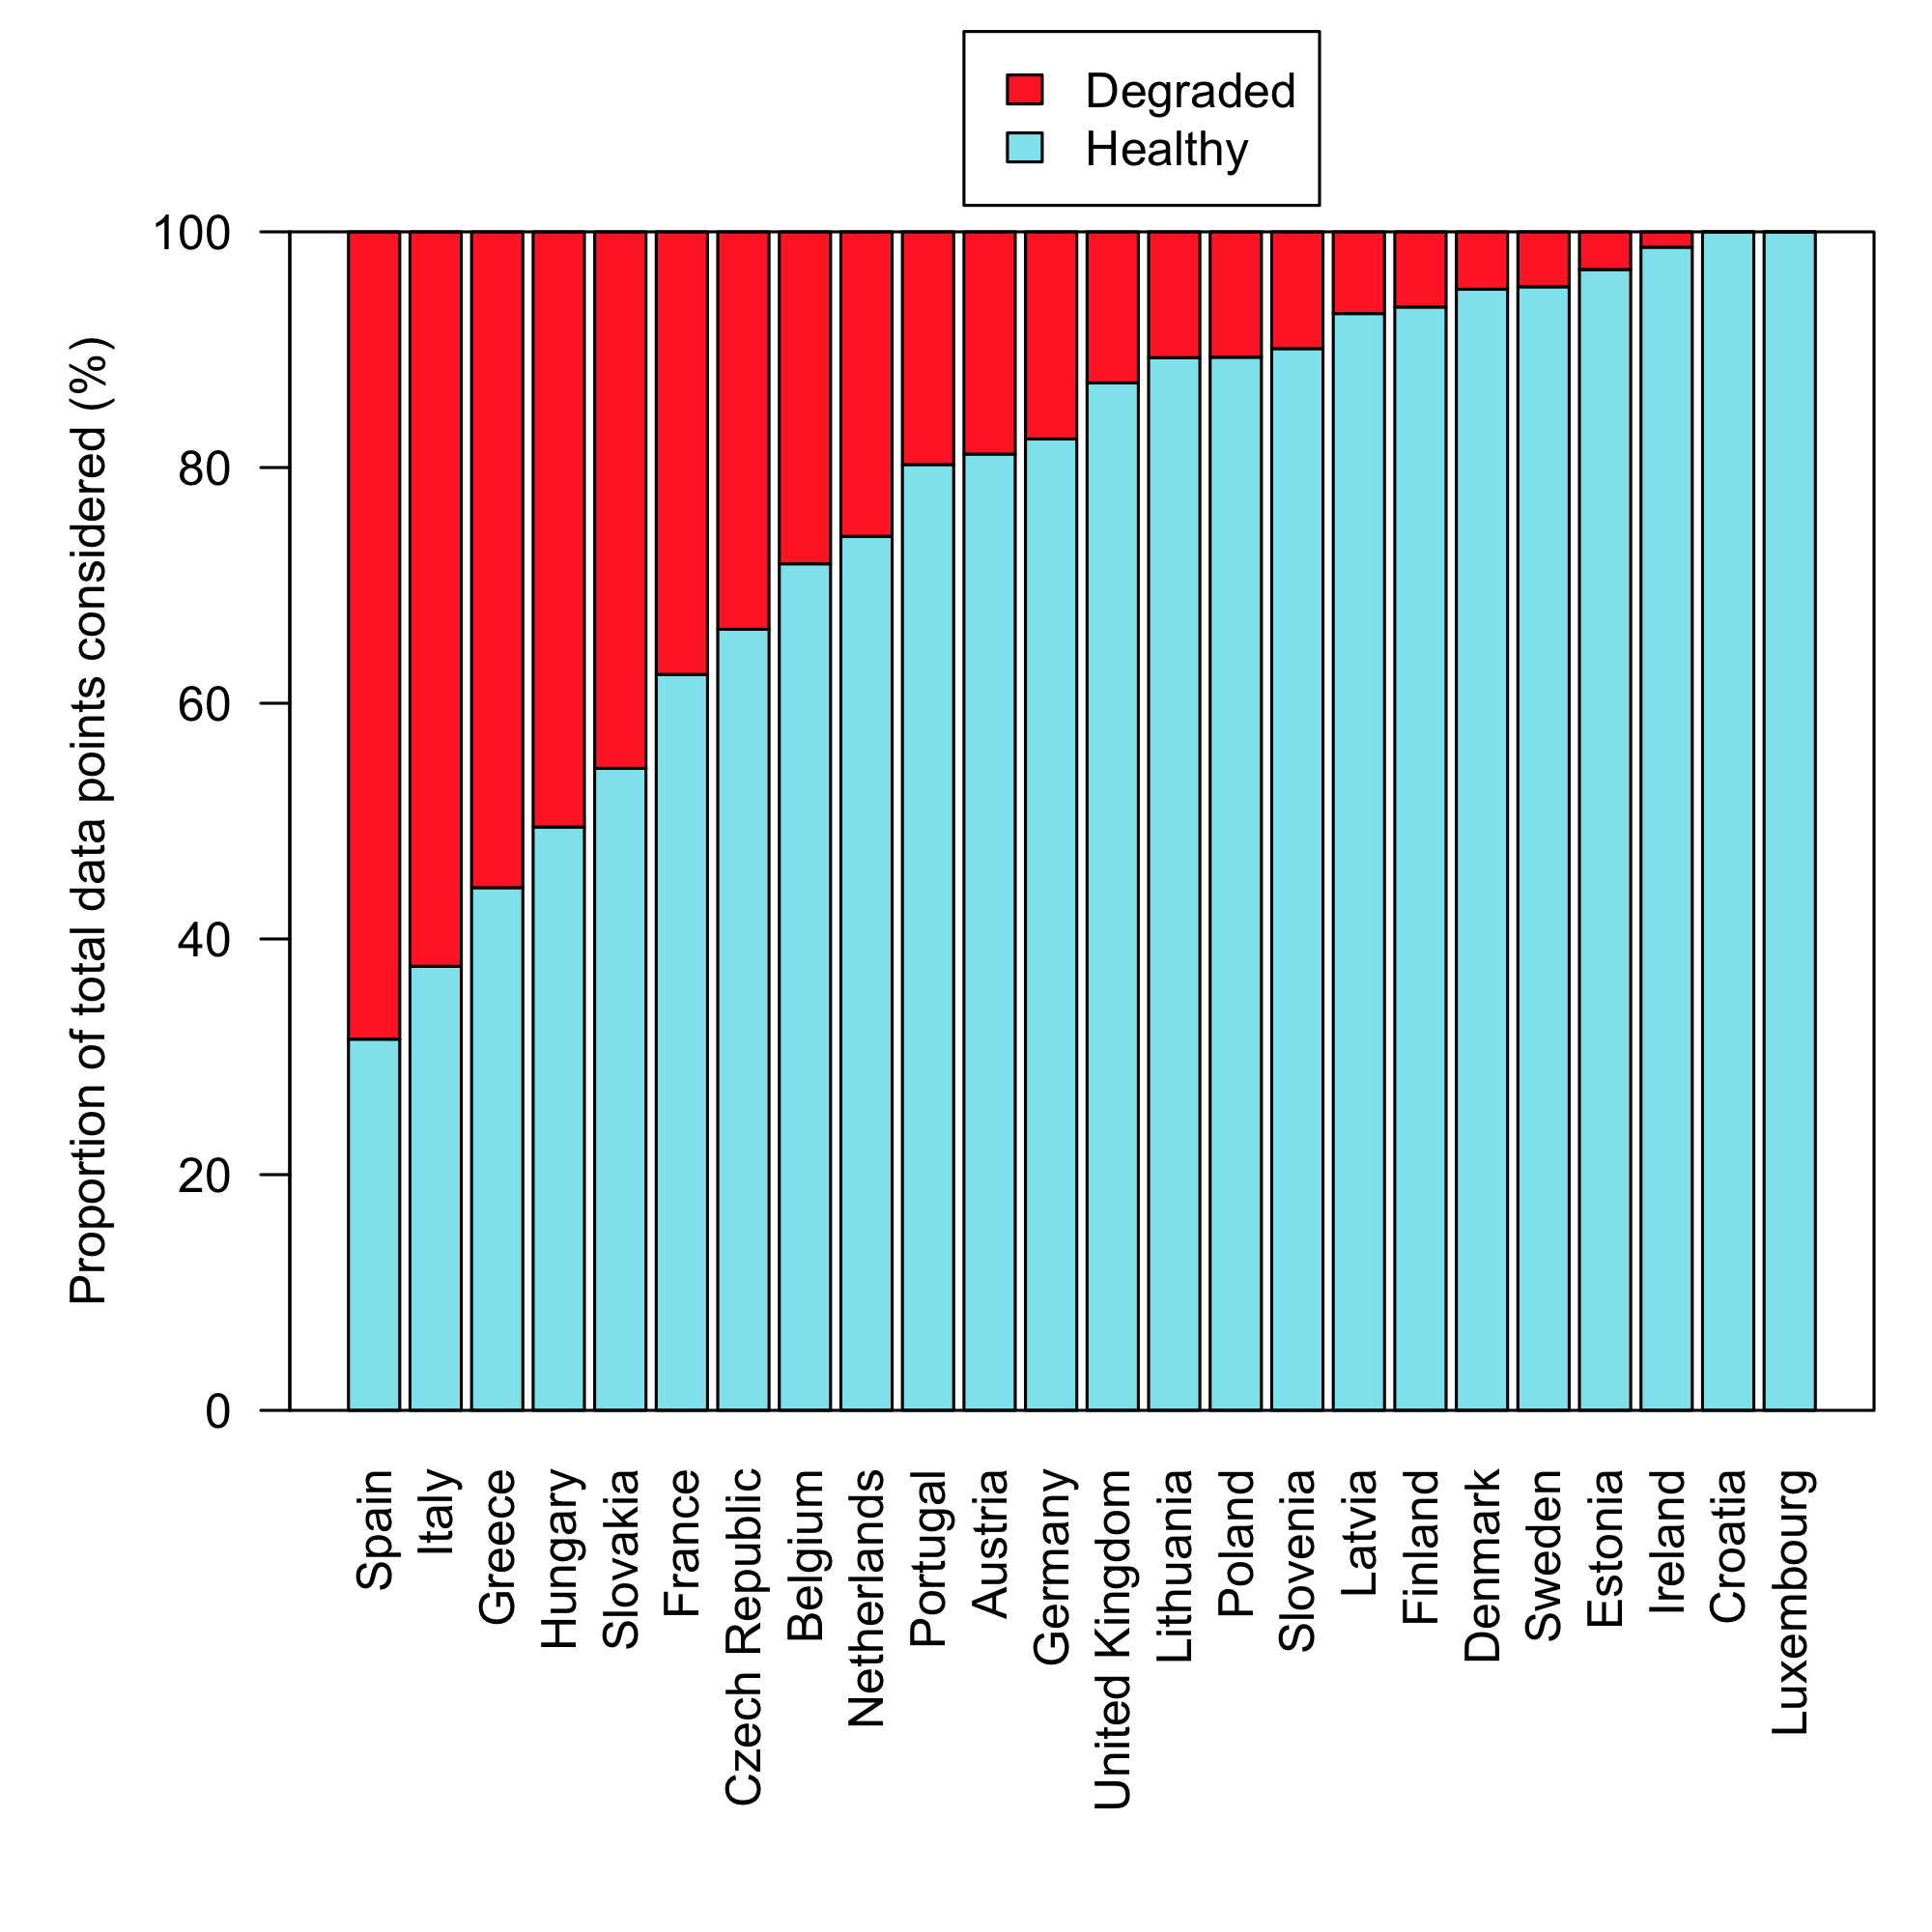 Degraded
Healthy
Proportion of total data points considered (%)
100
80
60
40
20
0
Spain
Italy
Greece
Hungary
Slovakia
France
Czech Republic
Belgium
Netherlands
Portugal
Austria
Germany
United Kingdom
Lithuania
Poland
Slovenia
Latvia
Finland
Denmark
Sweden
Estonia
Ireland
Croatia
Luxembourg